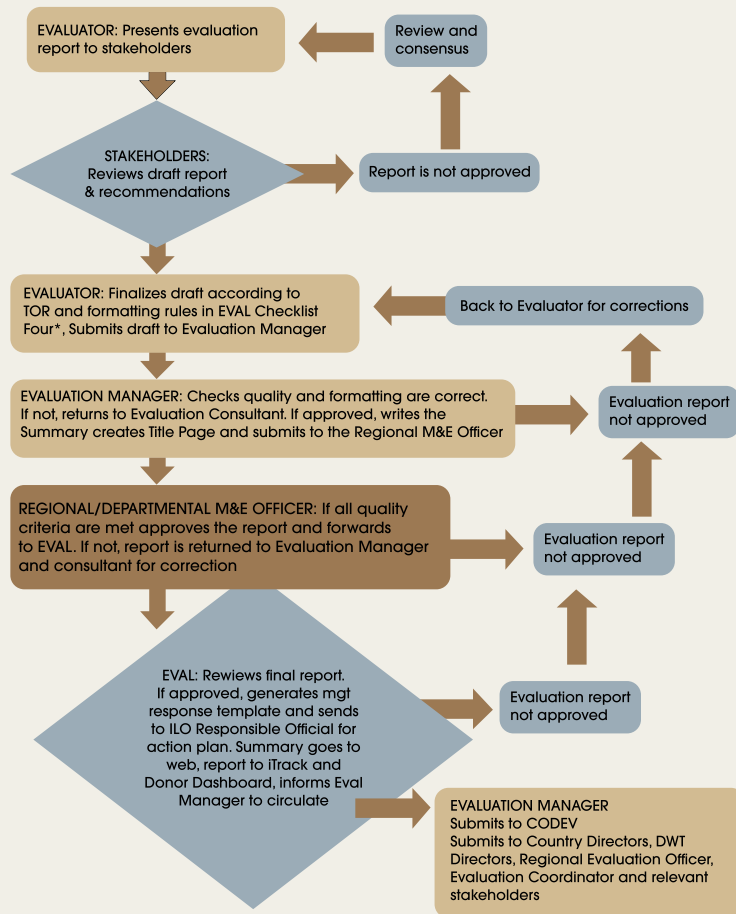 EVALUATOR: Presents evaluation
report to stakeholders
Review and
consensus
STAKEHOLDERS:
Reviews draft report
& recommendations
Report is not approved
EVALUATOR: Finalizes draft according to
TOR and formatting rules in EVAL Checklist
Four*, Submits draft to Evaluation Manager
Back to Evaluator for corrections
EVALUATION MANAGER: Checks quality and formatting are correct.
If not, returns to Evaluation Consultant. If approved, writes the
Summary creates Title Page and submits to the Regional M&E Officer
Evaluation report
not approved
REGIONAL/DEPARTMENTAL M&E OFFICER: If all quality
criteria are met approves the report and forwards
to EVAL. If not, report is returned to Evaluation Manager
and consultant for correction
Evaluation report
not approved
EVAL: Rewiews final report.
If approved, generates mgt
response template and sends
to ILO Responsible Official for
action plan. Summary goes to
web, report to iTrack and
Donor Dashboard, informs Eval
Manager to circulate
Evaluation report
not approved
EVALUATION MANAGER
Submits to CODEV
Submits to Country Directors, DWT
Directors, Regional Evaluation Officer,
Evaluation Coordinator and relevant
stakeholders